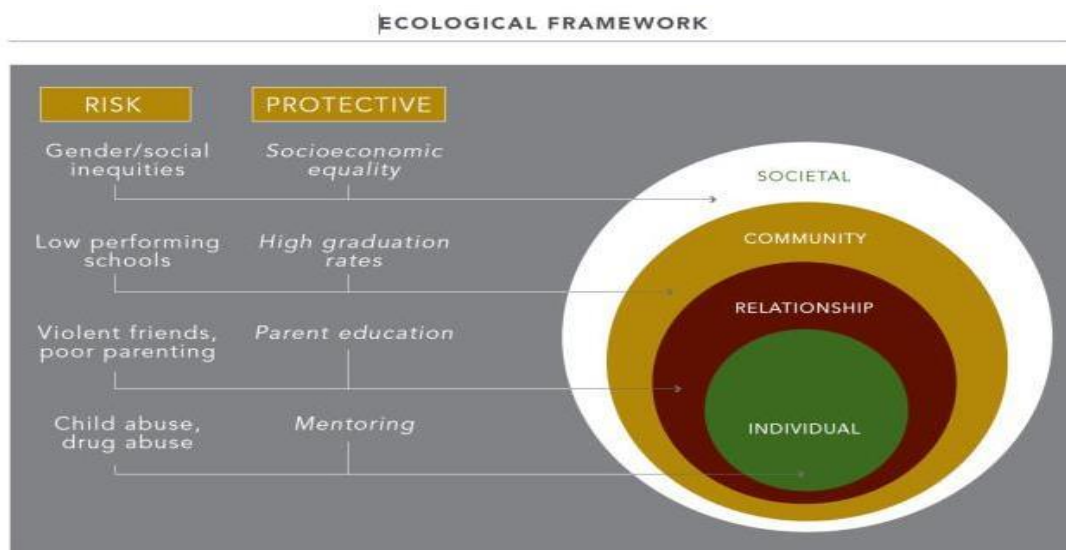 ECOLOGICAL FRAMEWORK
RISK
PROTECTIVE
Gender/social
inequities
Socioeconomic
equality
Low performing
schools
High graduation
rates
Violent friends,
poor parenting
Parent education
Child abuse,
drug abuse
Mentoring
SOCIETAL
COMMUNITY
RELATIONSHIP
INDIVIDUAL